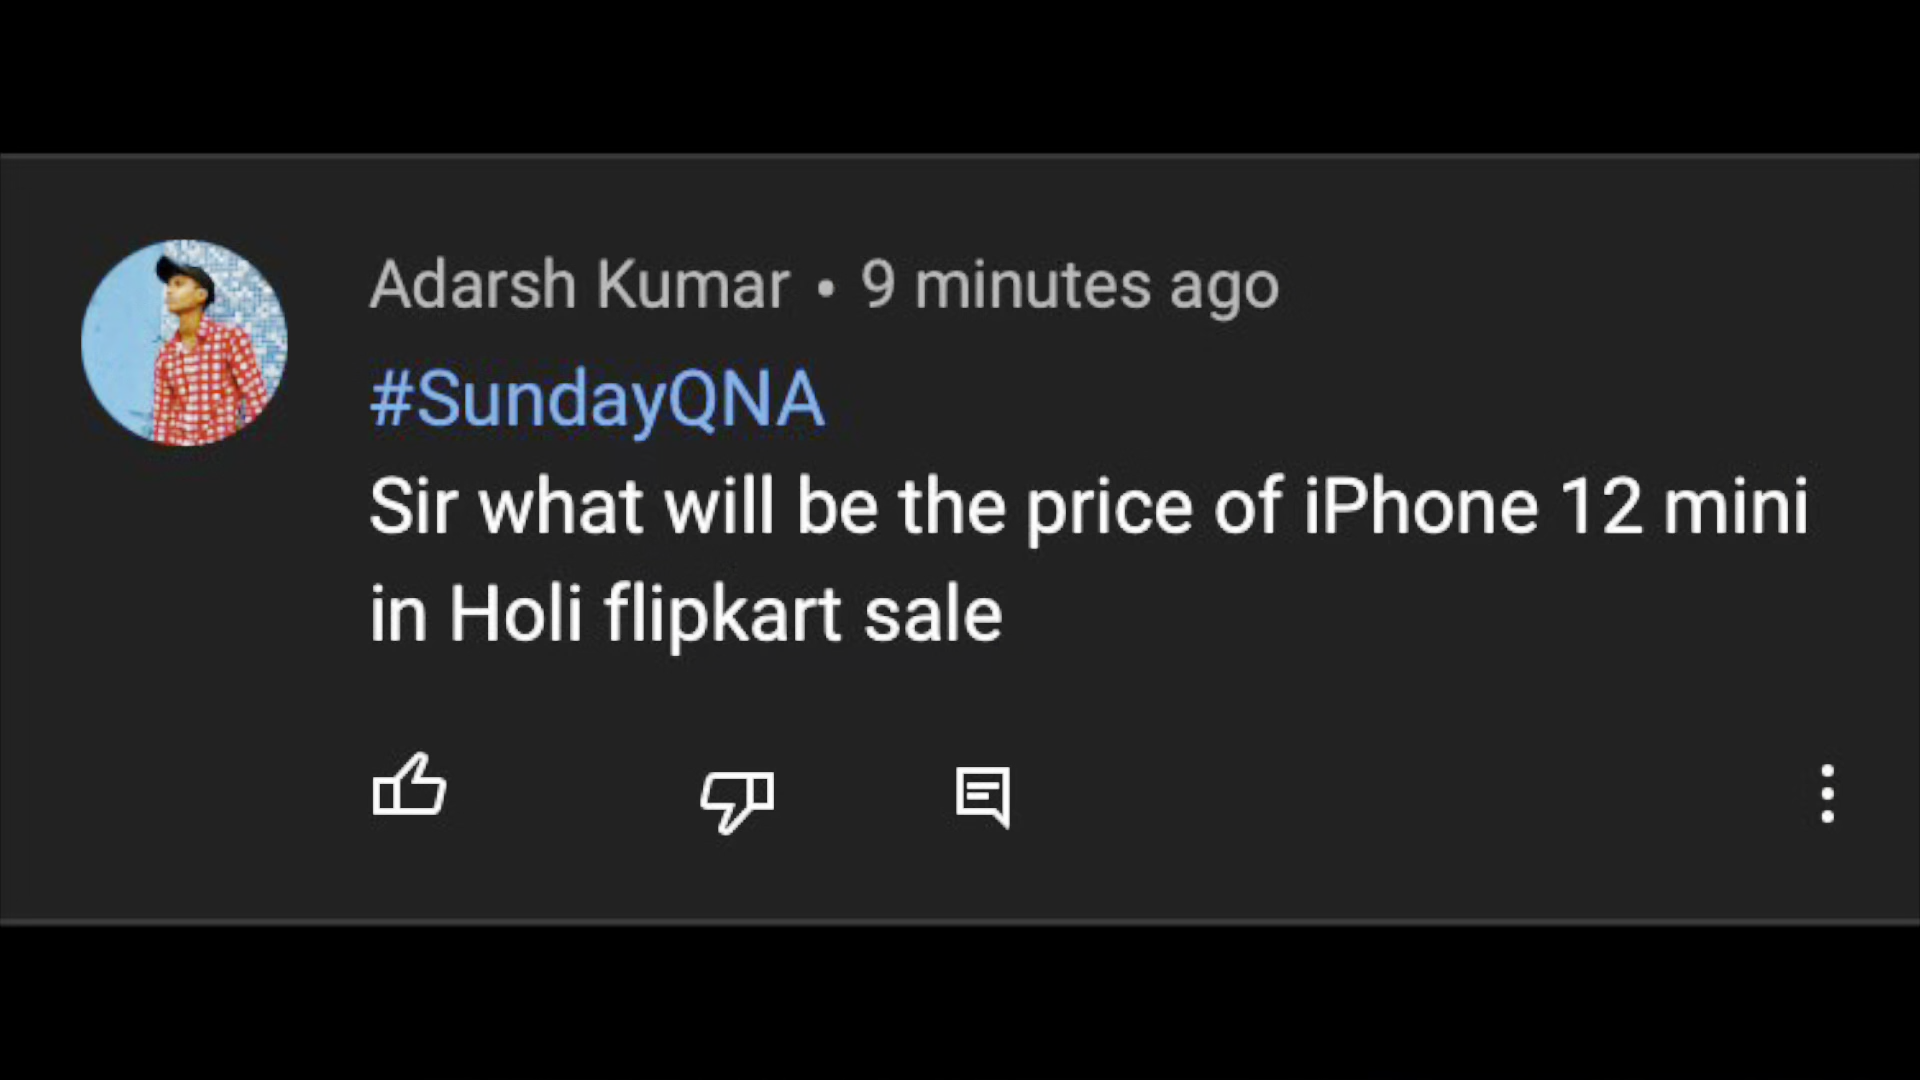 Adarsh Kumar • 9 minutes ago
#SundayQNA
Sir what will be the price of iPhone 12 mini
in Holi flipkart sale